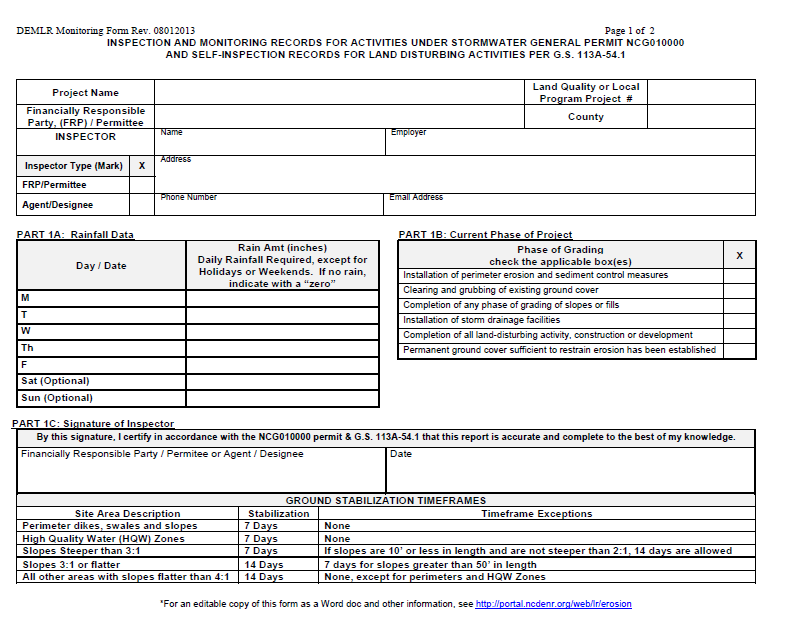 DEMLR Monitoring Form Rev. 08012013 Page 1 of 2
INSPECTION AND MONITORING RECORDS FOR ACTIVITIES UNDER STORMWATER GENERAL PERMIT NCG010000
AND SELF-INSPECTION RECORDS FOR LAND DISTURBING ACTIVITIES PER G.S. 113A-54.1
Project Name
Land Quality or Local
Program Project #
Financially Responsible
Party, (FRP) / Permittee
County
INSPECTOR
Name
Employer
Inspector Type (Mark) X
Address
FRP/Permittee
Agent/Designee
Phone Number
Email Address
PART 1A: Rainfall Data
Day / Date
Rain Amt (inches)
Daily Rainfall Required, except for
Holidays or Weekends. If no rain,
indicate with a “zero”
M
T
W
Th
F
Sat (Optional)
Sun (Optional)
PART 1B: Current Phase of Project
Phase of Grading
check the applicable box(es)
X
Installation of perimeter erosion and sediment control measures
Clearing and grubbing of existing ground cover
Completion of any phase of grading of slopes or fills
Installation of storm drainage facilities
Completion of all land-disturbing activity, construction or development
Permanent ground cover sufficient to restrain erosion has been established
PART 1C: Signature of Inspector
By this signature, I certify in accordance with the NCG010000 permit & G.S. 113A-54.1 that this report is accurate and complete to the best of my knowledge.
Financially Responsible Party / Permitee or Agent / Designee
Date
GROUND STABILIZATION TIMEFRAMES
Site Area Description Stabilization Timeframe Exceptions
Perimeter dikes, swales and slopes 7 Days None
High Quality Water (HQW) Zones 7 Days None
Slopes Steeper than 3:1 7 Days If slopes are 10’ or less in length and are not steeper than 2:1, 14 days are allowed
Slopes 3:1 or flatter 14 Days 7 days for slopes greater than 50’ in length
All other areas with slopes flatter than 4:1 14 Days None, except for perimeters and HQW Zones
*For an editable copy of this form as a Word doc and other information, see http://portal.ncdenr.org/web/lr/erosion